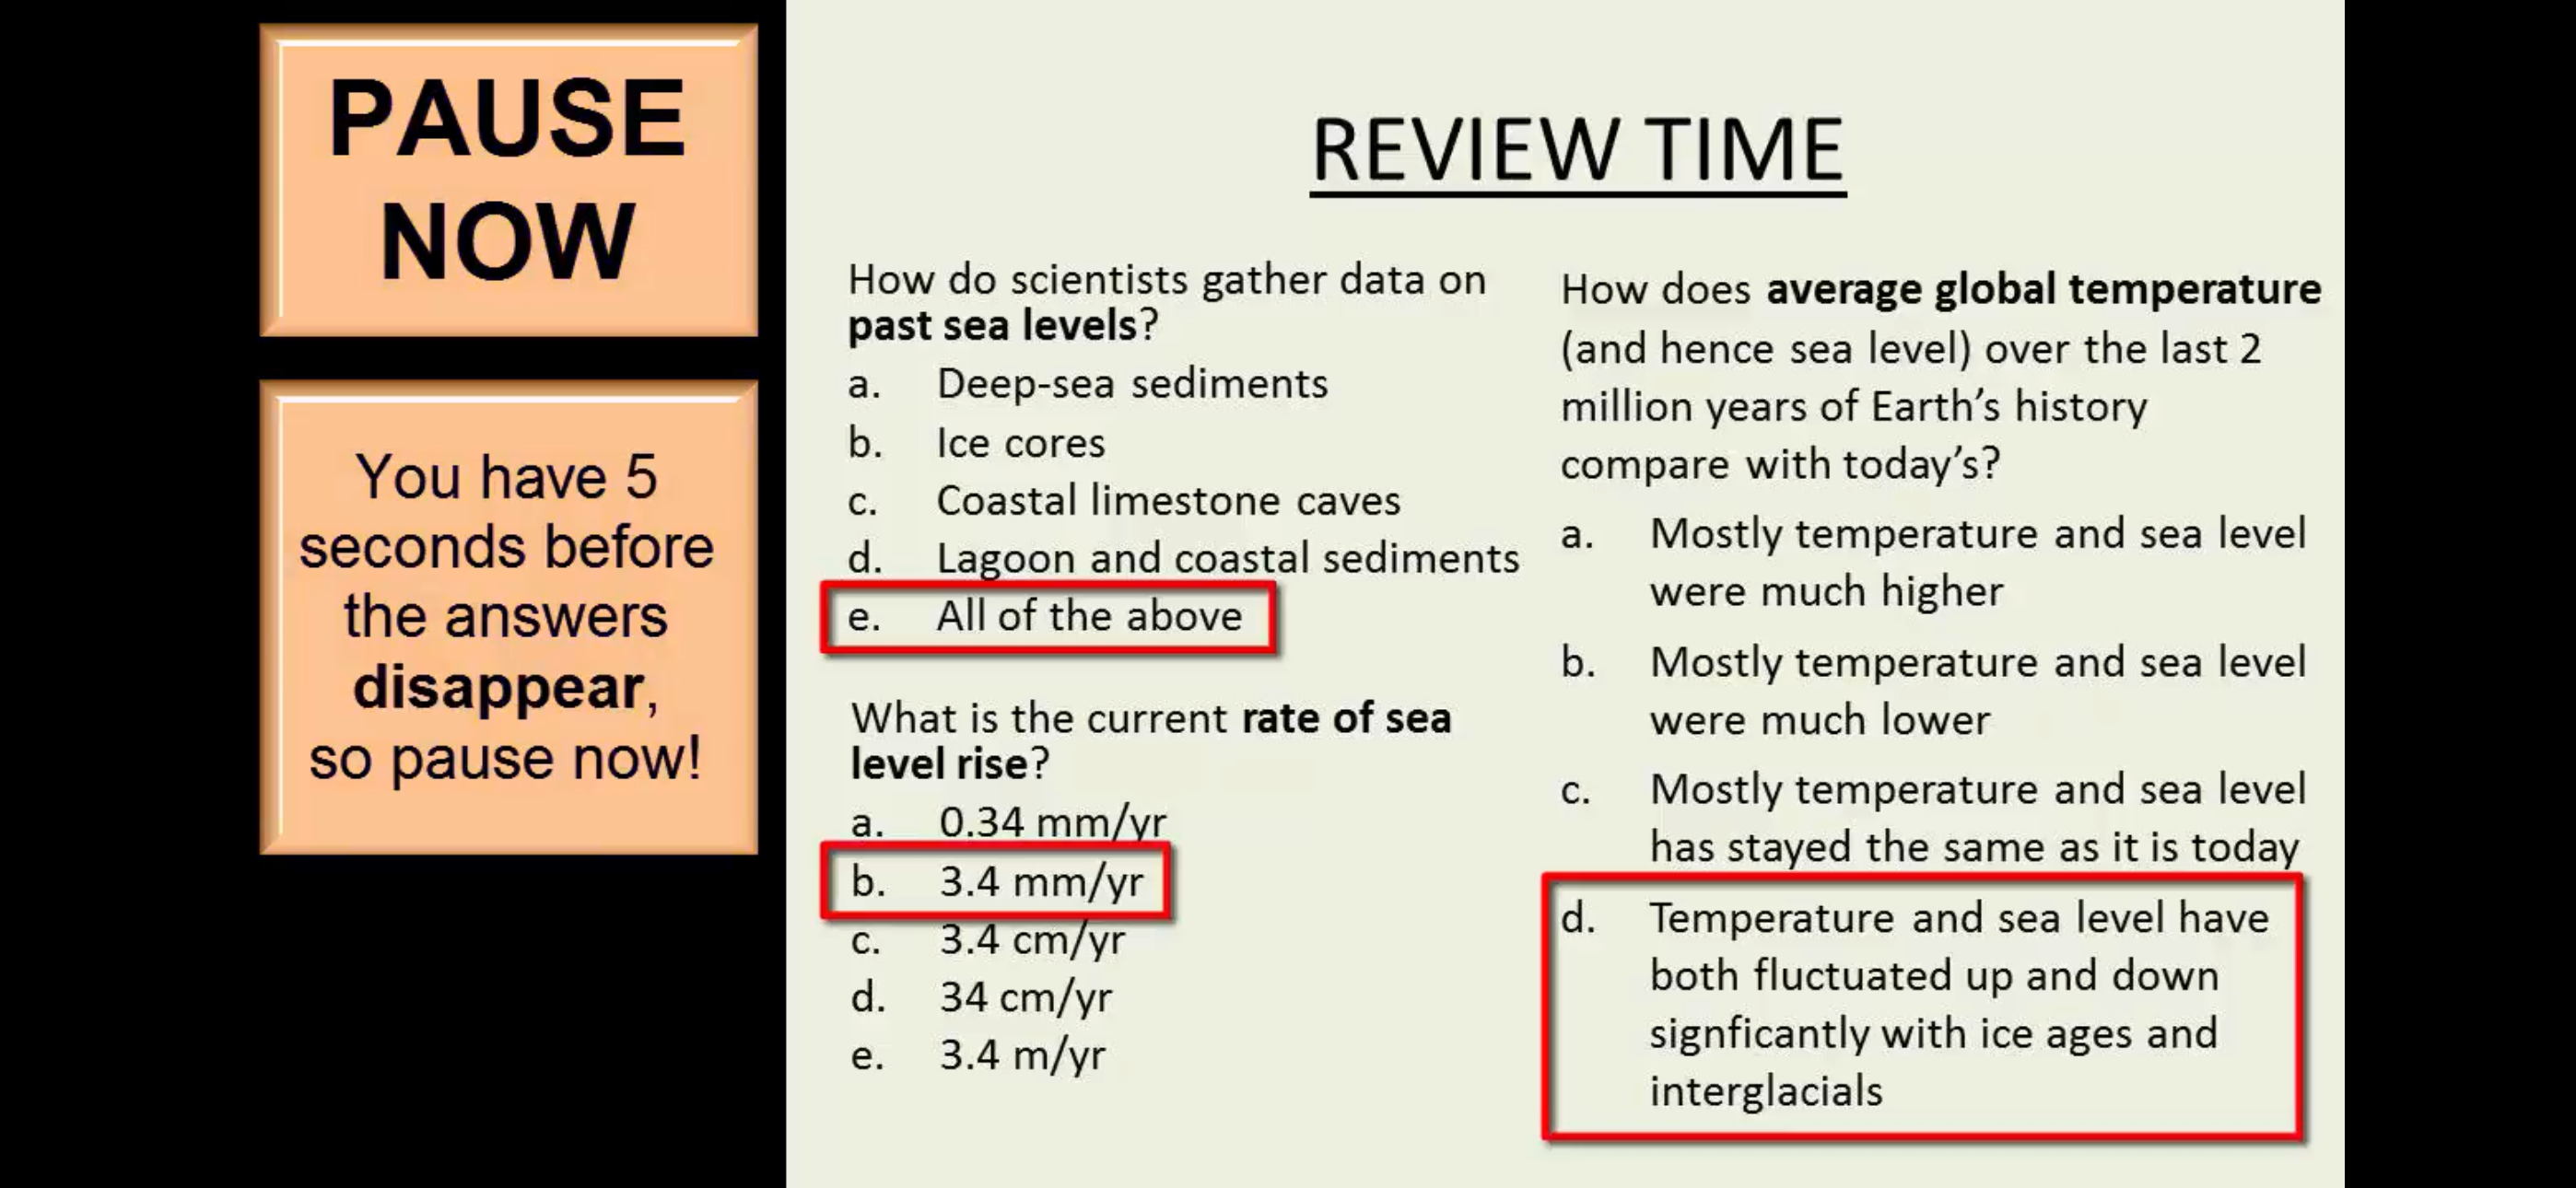 PAUSE
NOW
You have 5
seconds before
the answers
disappear,
so pause now!
REVIEW TIME
How do scientists gather data on
past sea levels?
a. Deep-sea sediments
b. Ice cores
c. Coastal limestone caves
d. Lagoon and coastal sediments
e. All of the above
What is the current rate of sea
level rise?
a. 0.34 mm/yr
b. 3.4 mm/yr
c. 3.4 cm/yr
d. 34 cm/yr
e. 3.4 m/yr
How does average global temperature
(and hence sea level) over the last 2
million years of Earth’s history
compare with today’s?
a. Mostly temperature and sea level
were much higher
b. Mostly temperature and sea level
were much lower
c. Mostly temperature and sea level
has stayed the same as it is today
d. Temperature and sea level have
both fluctuated up and down
signficantly with ice ages and
interglacials